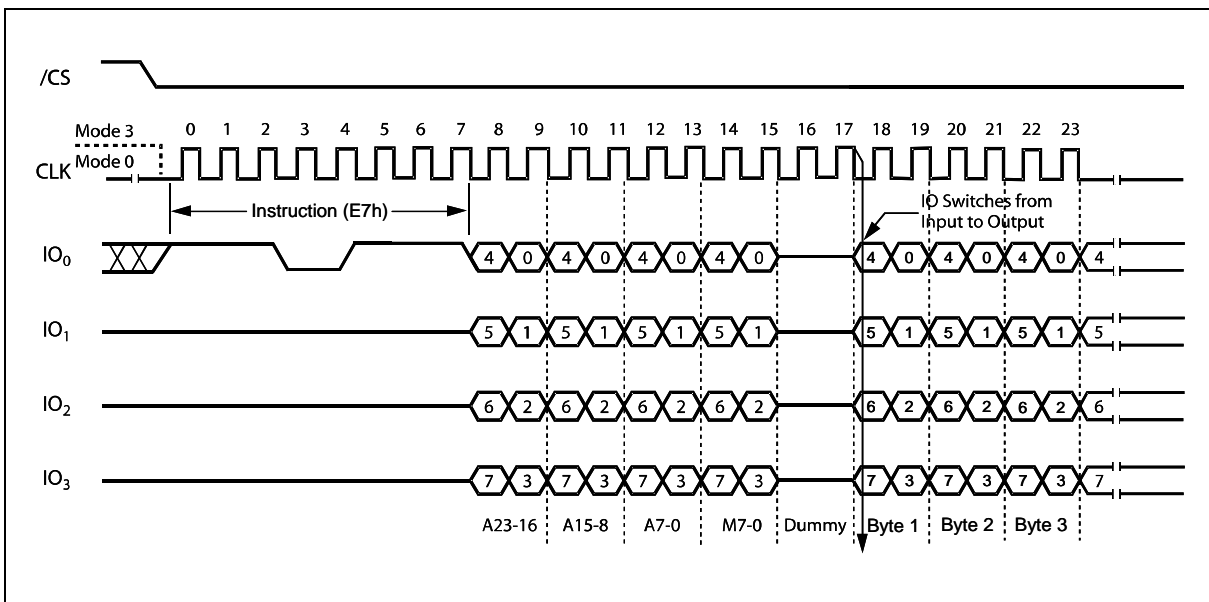 /CS
Mode 3
0 1 2 3 4 5 6 7 8 9 10 11 12 13 14 15 16 17 18 19 20 21 22 23
Mode 0
CLK
Instruction (E7h)
IO Switches from
Input to Output
IO0 4 0 4 0 4 0 4 0 4 0 4 0 4 0 4
IO1 5 1 5 1 5 1 5 1 5 1 5 1 5 1 5
IO2 6 2 6 2 6 2 6 2 6 2 6 2 6 2 6
IO3 7 3 7 3 7 3 7 3 7 3 7 3 7 3 7
A23-16 A15-8 A7-0 M7-0 Dummy Byte 1 Byte 2 Byte 3